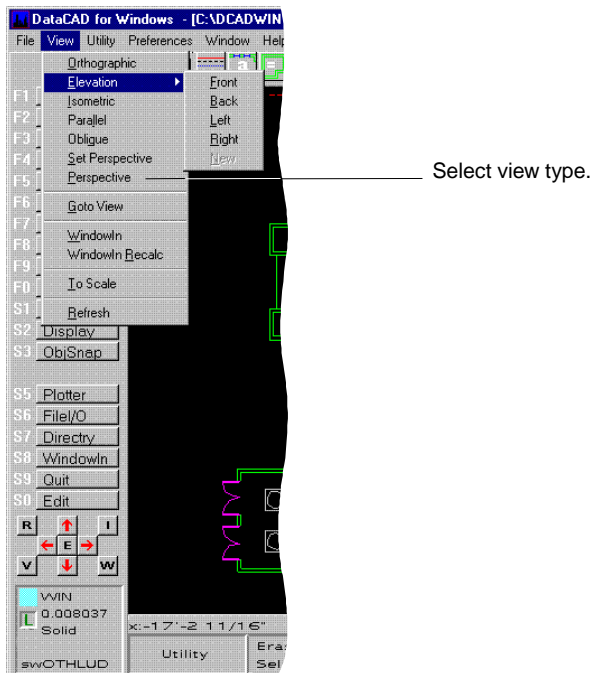 DataCAD for Windows - [C:\DCADWIN
File View Utility Preferences Window Help
Orthographic
Elevation
Isometric
Parallel
Oblique
Set Perspective
Perspective
Goto View
WindowIn
WindowIn Recalc
To Scale
Refresh
Front
Back
Left
Right
New
Select view type.
F1
F2
F3
F4
F5
F6
F7
F8
F9
F0
S1
S2 Display
S3 ObjSnap
S5 Plotter
S6 FileI/O
S7 Directry
S8 WindowIn
S9 Quit
S0 Edit
R I
E
V W
WIN
L 0.008037
Solid
swOTHLUD
x:-17'-2 11/16"
Utility
Sel